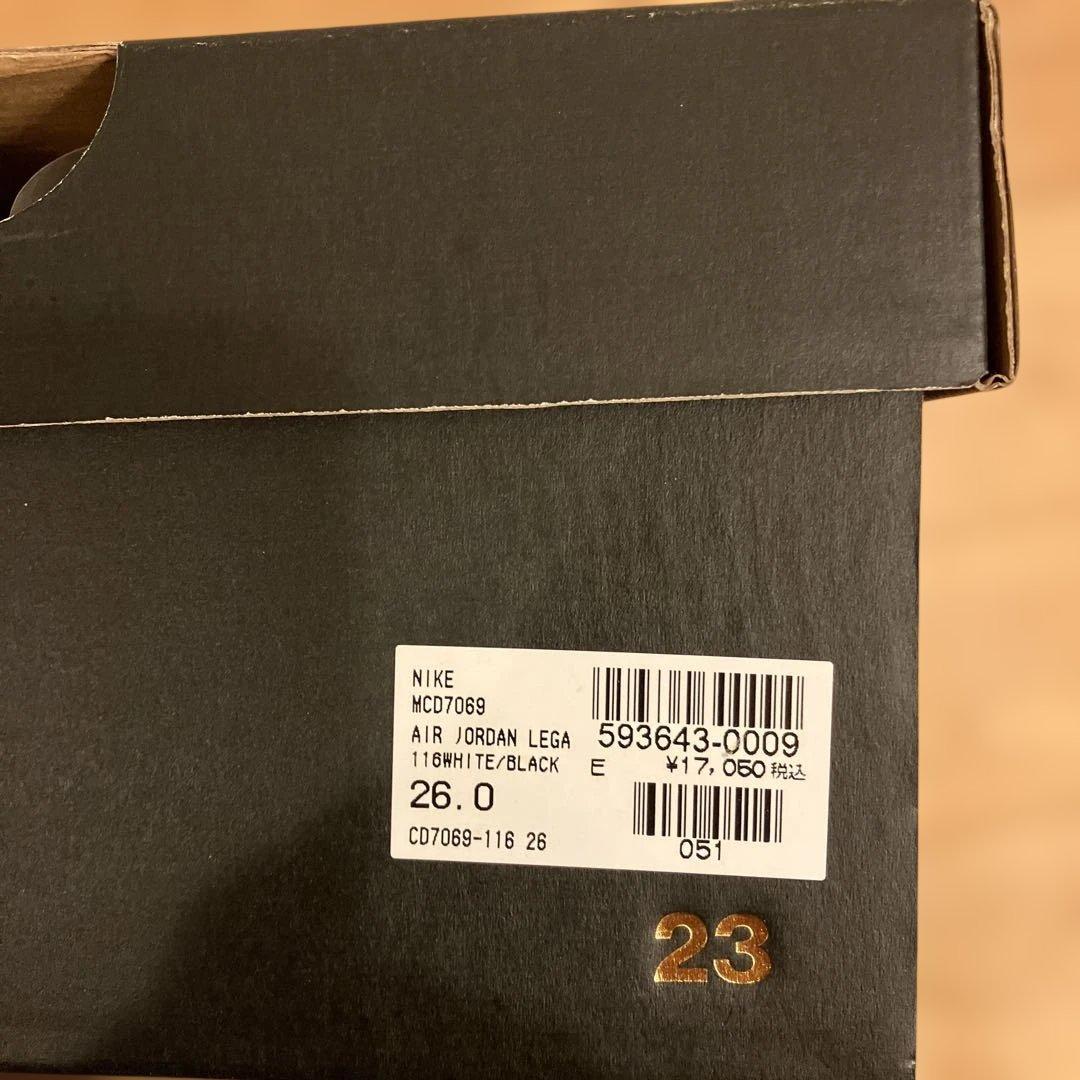 NIKE
MCD7069
AIR JORDAN LEGA
593643-0009
116WHITE/BLACK E ¥17,050税込
26.0
CD7069-116 26
051
23